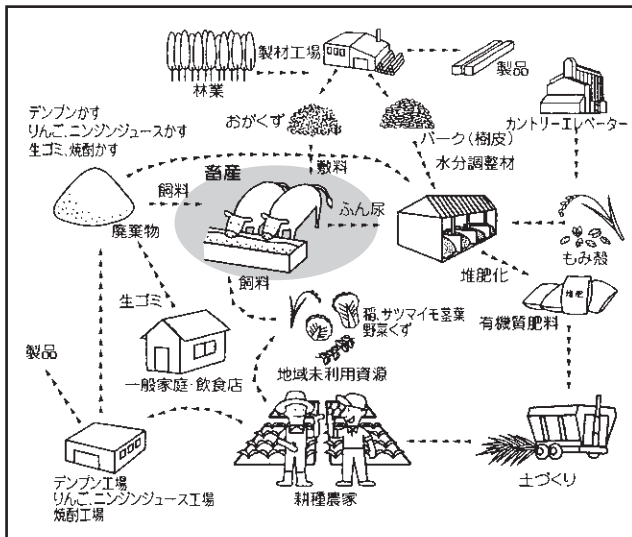 製材工場
製品
林業
カントリーエレベーター
デンプンかす
りんご、ニンジンジュースかす
生ゴミ、焼酎かす
おがくず
バーク(樹皮)
水分調整材
畜産
敷料
飼料
ふん尿
廃棄物
もみ殻
堆肥化
飼料
堆肥
生ゴミ
稲、サツマイモ茎葉
野菜くず
有機質肥料
製品
一般家庭・飲食店
地域未利用資源
デンプン工場
りんご、ニンジンジュース工場
焼酎工場
耕種農家
土づくり